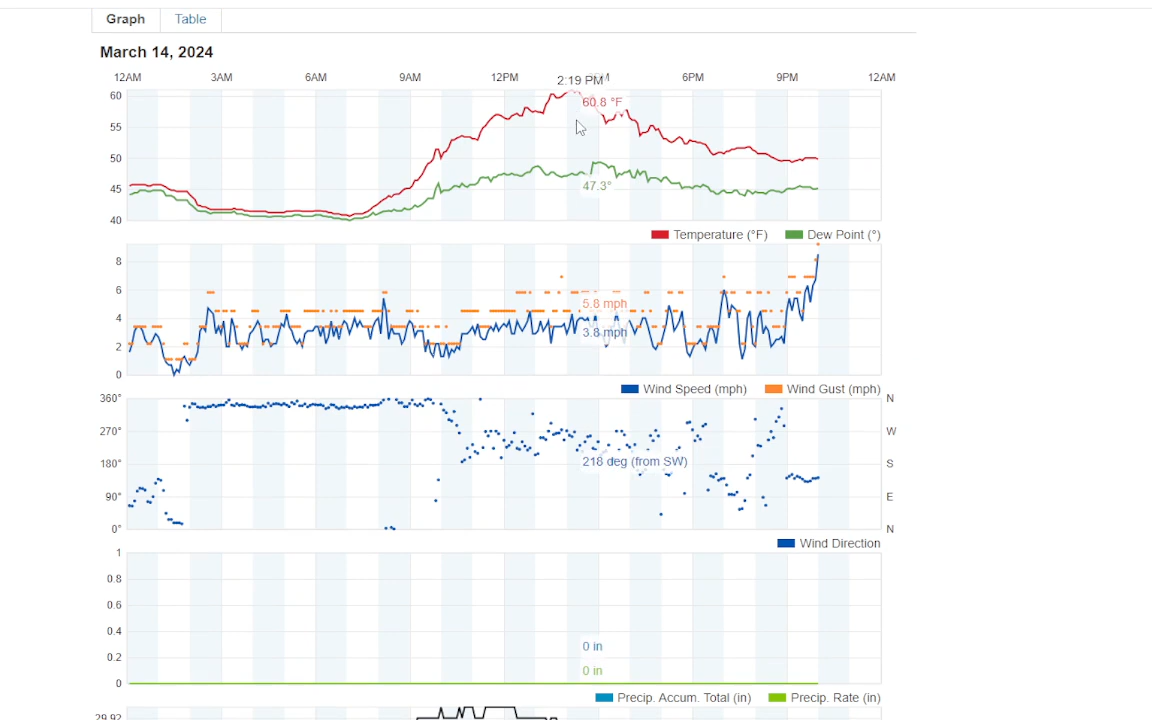 Graph Table
March 14, 2024
12AM 3AM 6AM 9AM 12PM 2:19 PM 6PM 9PM 12AM
60
60.8 °F
55
50
45
47.3°
40
Temperature (°F) Dew Point (°)
8
6
5.8 mph
4
3.8 mph
2
0
Wind Speed (mph) Wind Gust (mph)
360° N
270° W
180° 218 deg (from SW) S
90° E
0° N
Wind Direction
1
0.8
0.6
0.4
0 in
0.2
0 in
0
Precip. Accum. Total (in) Precip. Rate (in)
29.92